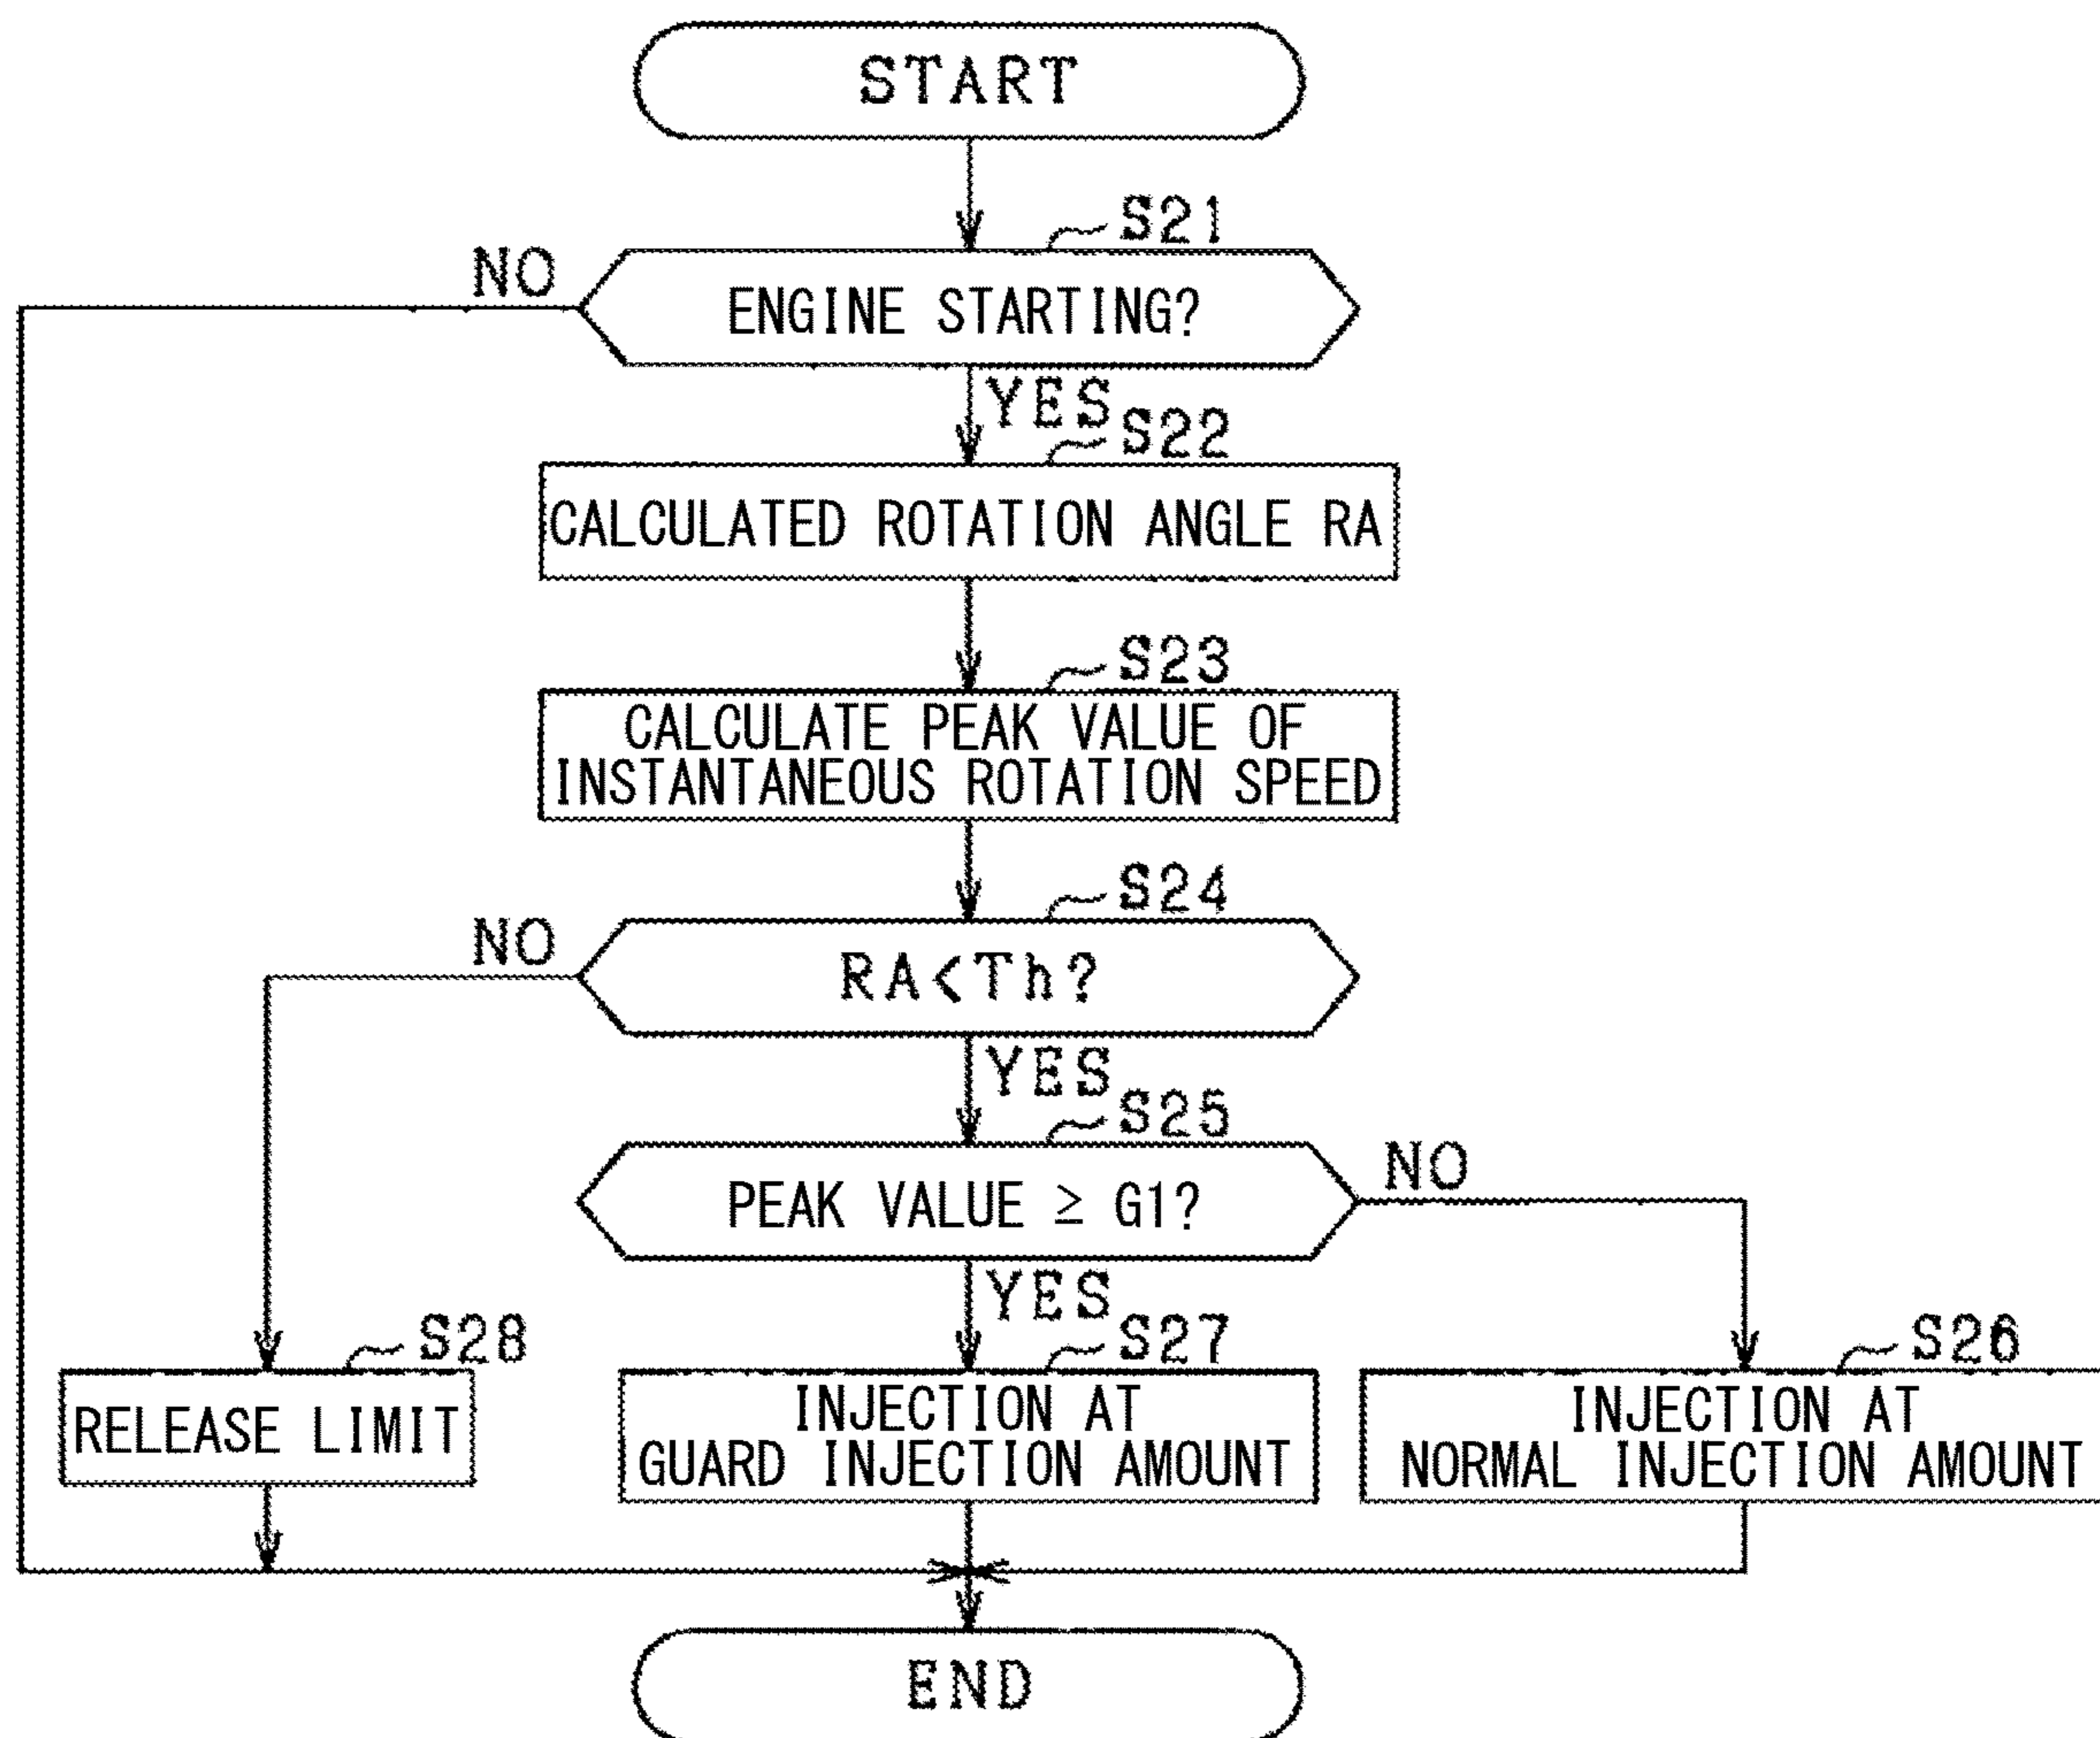 START
S21
NO
ENGINE STARTING?
YES
S22
CALCULATED ROTATION ANGLE RA
S23
CALCULATE PEAK VALUE OF
INSTANTANEOUS ROTATION SPEED
S24
NO
RA<Th?
YES
S25
NO
PEAK VALUE ≥ G1?
YES
S28
S27
S26
RELEASE LIMIT
INJECTION AT
GUARD INJECTION AMOUNT
INJECTION AT
NORMAL INJECTION AMOUNT
END